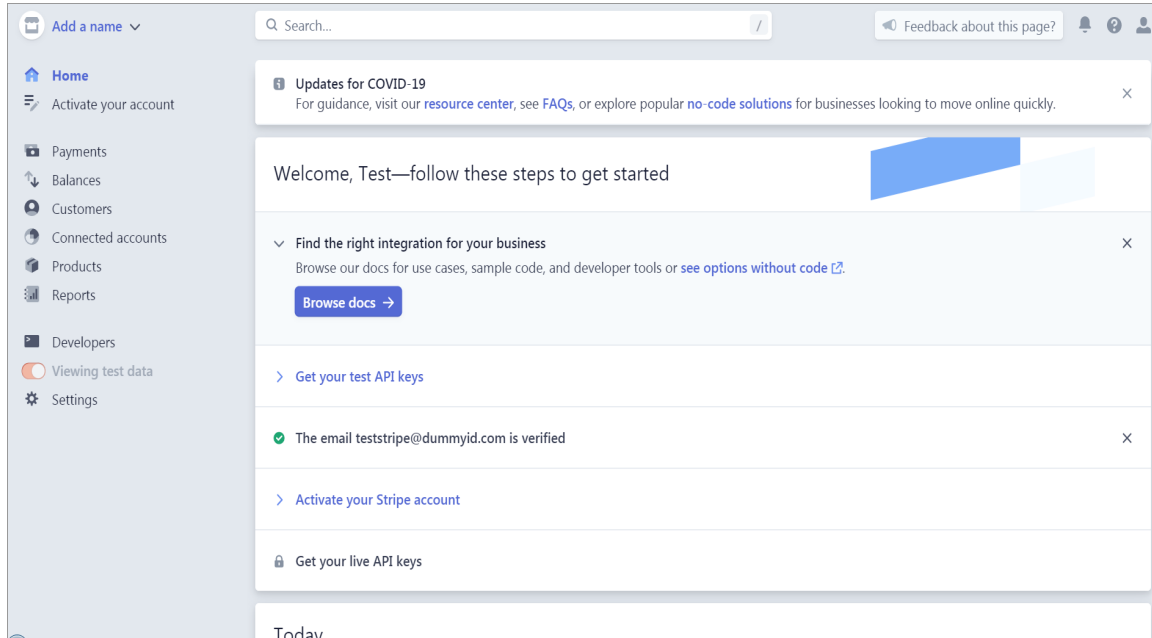 Add a name
Search...
/
Feedback about this page?
Home
Activate your account
Payments
Balances
Customers
Connected accounts
Products
Reports
Developers
Viewing test data
Settings
Updates for COVID-19
For guidance, visit our resource center, see FAQs, or explore popular no-code solutions for businesses looking to move online quickly.
Welcome, Test—follow these steps to get started
Find the right integration for your business
Browse our docs for use cases, sample code, and developer tools or see options without code.
Browse docs →
Get your test API keys
The email teststripe@dummyid.com is verified
Activate your Stripe account
Get your live API keys
Today